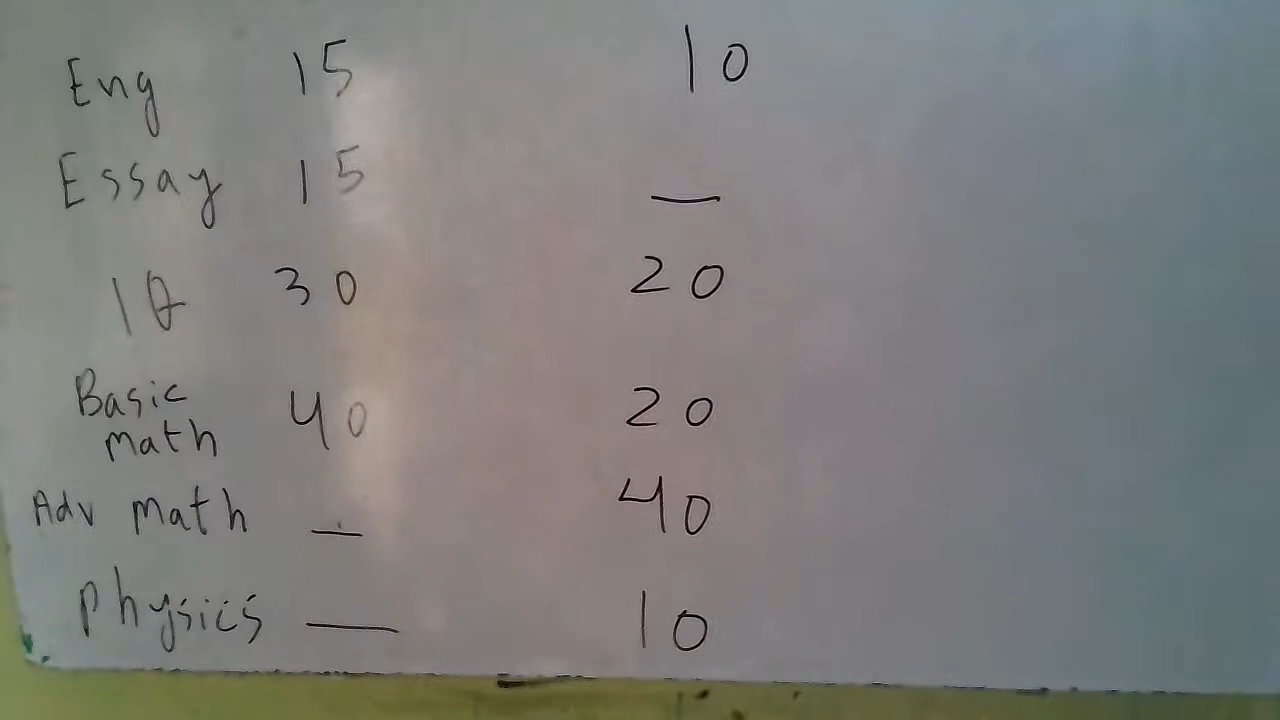 Eng 15 10
Essay 15 —
IQ 30 20
Basic
math 40 20
Adv math — 40
Physics — 10